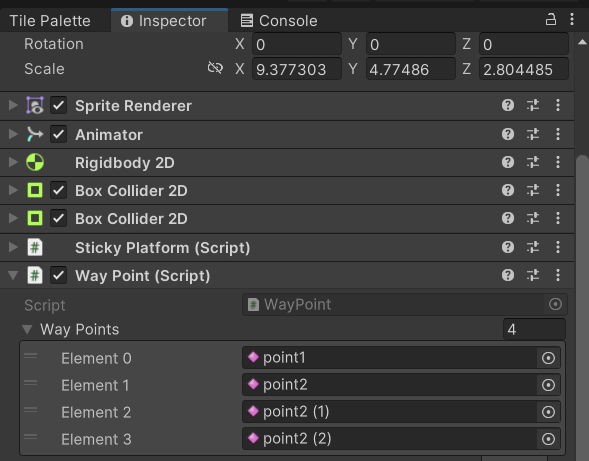 Tile Palette Inspector Console
Rotation X 0 Y 0 Z 0
Scale X 9.377303 Y 4.77486 Z 2.804485
Sprite Renderer
Animator
Rigidbody 2D
Box Collider 2D
Box Collider 2D
# Sticky Platform (Script)
# Way Point (Script)
Script # WayPoint
Way Points 4
Element 0 point1
Element 1 point2
Element 2 point2 (1)
Element 3 point2 (2)